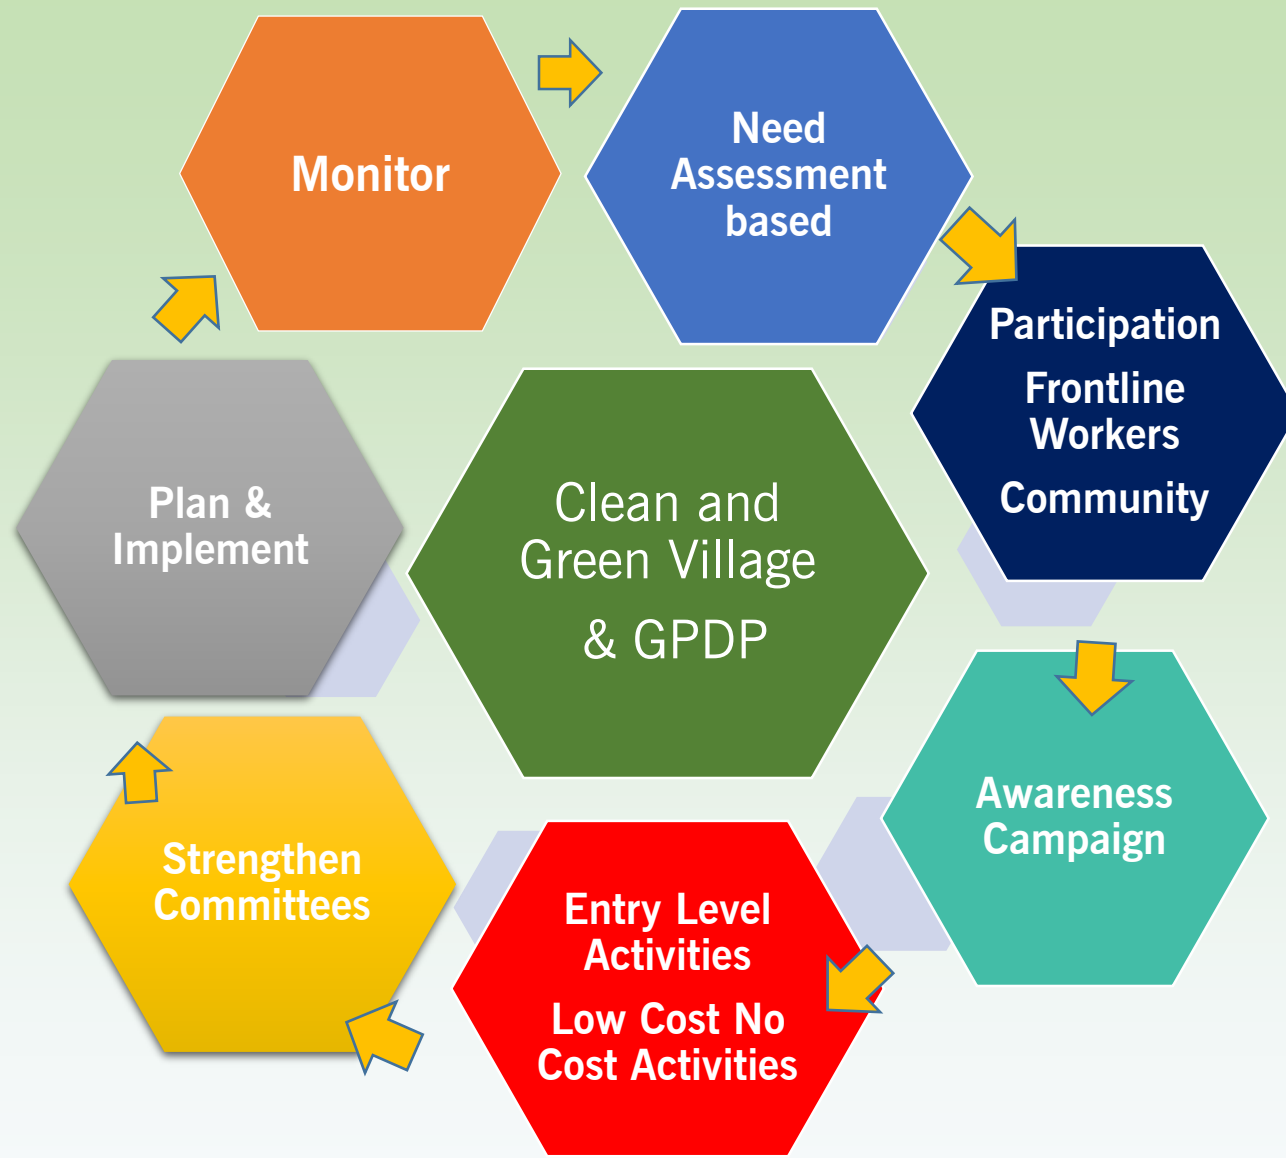 Monitor
Need
Assessment
based
Participation
Frontline
Workers
Community
Plan &
Implement
Clean and
Green Village
& GPDP
Awareness
Campaign
Strengthen
Committees
Entry Level
Activities
Low Cost No
Cost Activities